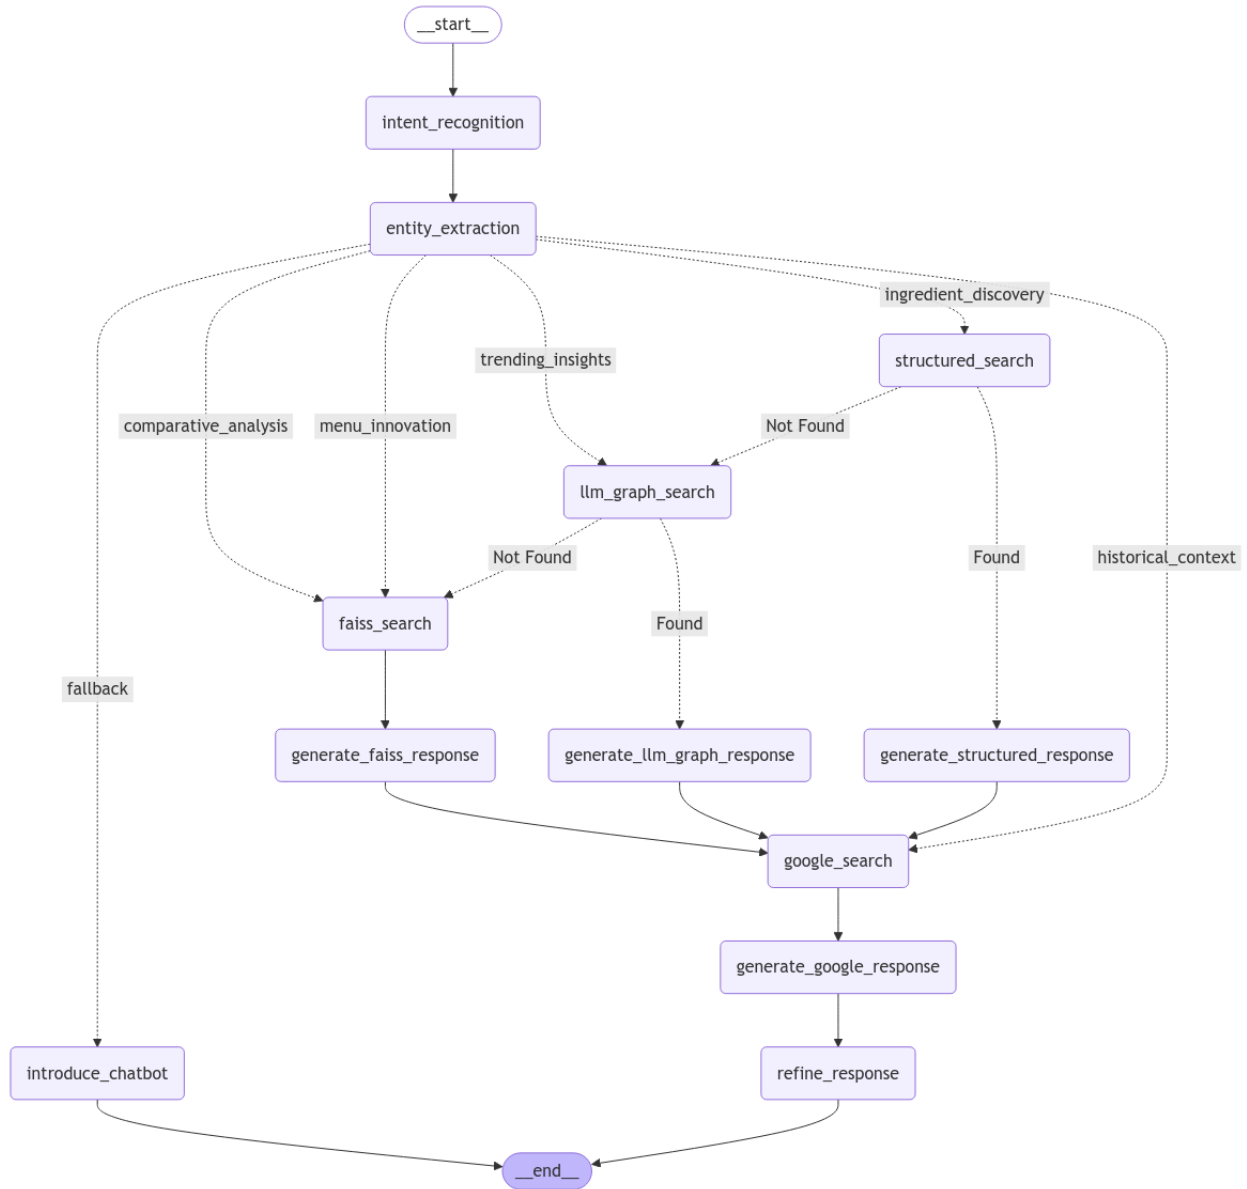 __start__
intent_recognition
entity_extraction
ingredient_discovery
trending_insights
structured_search
comparative_analysis
menu_innovation
Not Found
llm_graph_search
Not Found
Found
historical_context
faiss_search
Found
fallback
generate_faiss_response
generate_llm_graph_response
generate_structured_response
google_search
generate_google_response
introduce_chatbot
refine_response
__end__